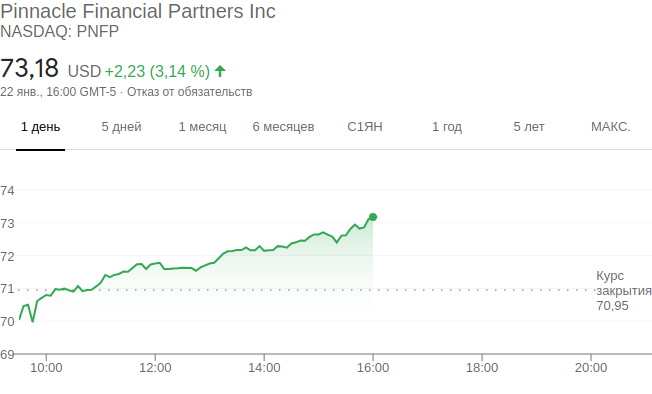 Pinnacle Financial Partners Inc
NASDAQ: PNFP
73,18 USD +2,23 (3,14 %)
22 янв., 16:00 GMT-5 · Отказ от обязательств
1 день 5 дней 1 месяц 6 месяцев С1ЯН 1 год 5 лет МАКС.
74
73
72
71
70
69
Курс
закрытия
70,95
10:00 12:00 14:00 16:00 18:00 20:00